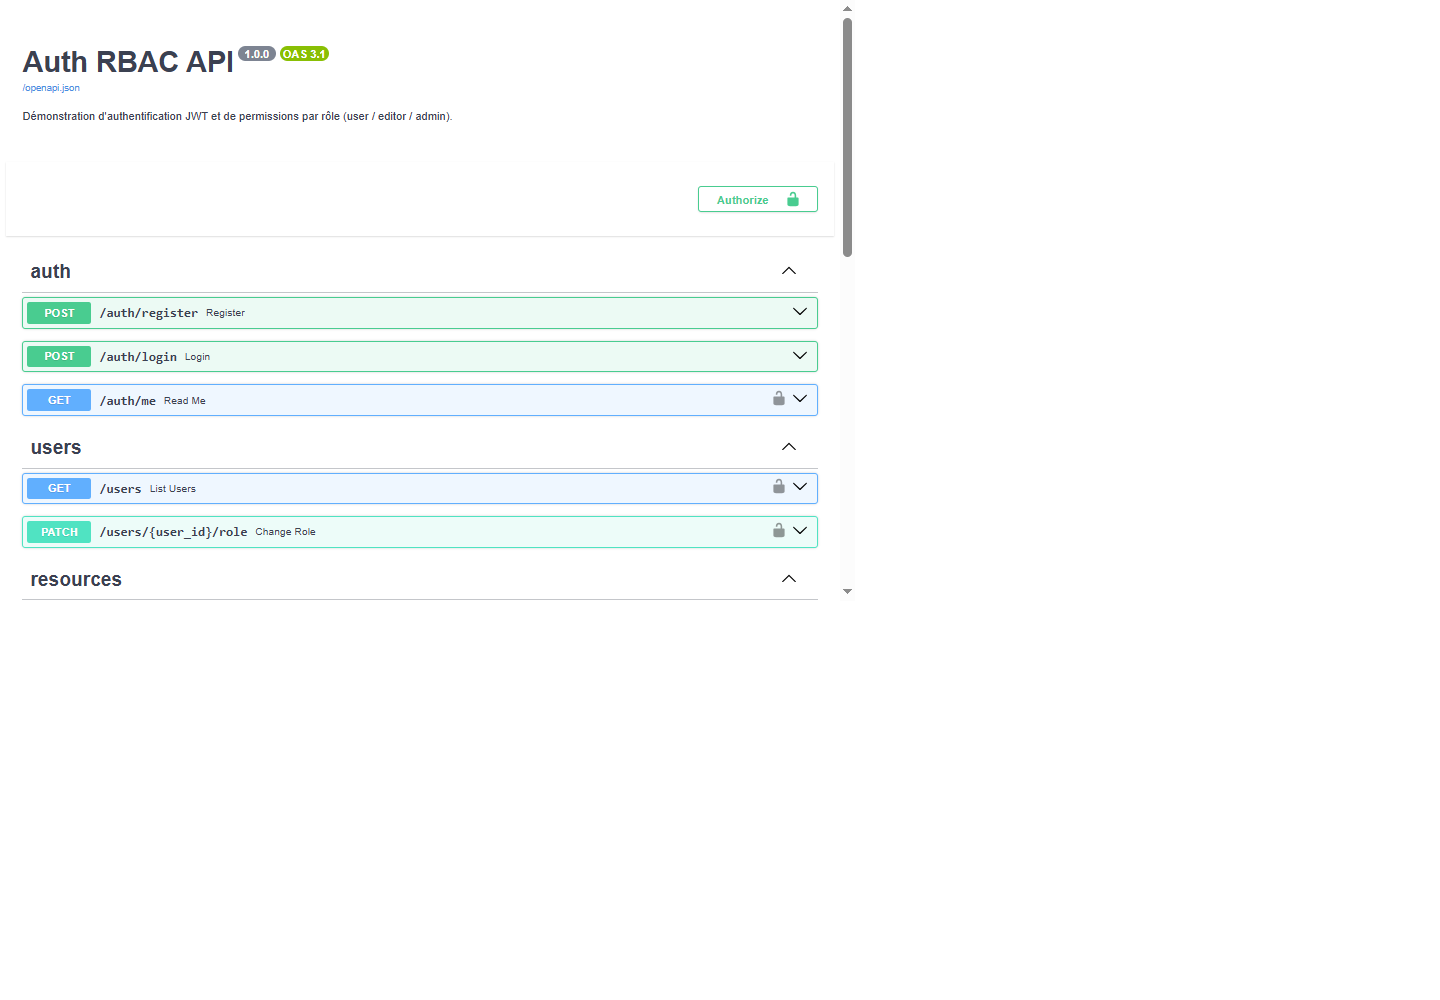 Auth RBAC API 1.0.0 OAS 3.1
/openapi.json
Démonstration d'authentification JWT et de permissions par rôle (user / editor / admin).
Authorize
auth
POST /auth/register Register
POST /auth/login Login
GET /auth/me Read Me
users
GET /users List Users
PATCH /users/{user_id}/role Change Role
resources